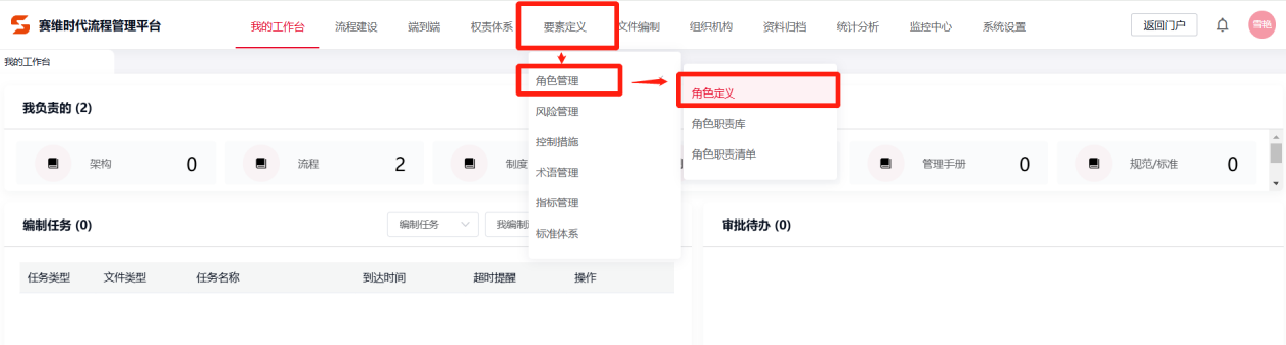 赛维时代流程管理平台 我的工作台 流程建设 端到端 权责体系 要素定义 文件编制 组织机构 资料归档 统计分析 监控中心 系统设置 返回门户 雪艳
我的工作台
角色管理
风险管理
控制措施
术语管理
指标管理
标准体系
角色定义
角色职责库
角色职责清单
我负责的 (2)
架构 0 流程 2 制度 管理手册 0 规范/标准 0
编制任务 (0) 编制任务 我编制 审批待办 (0)
任务类型 文件类型 任务名称 到达时间 超时提醒 操作